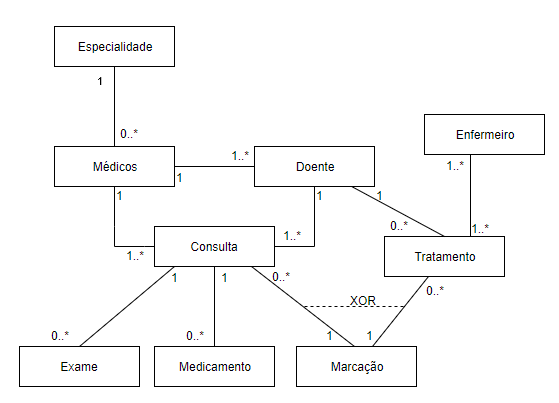 Especialidade
1
0..*
Enfermeiro
Médicos
1..*
Doente
1..*
1
1
1
1
0..*
1..*
Consulta
1..*
1..*
Tratamento
1
1
0..*
0..*
XOR
0..*
0..*
1
1
Exame
Medicamento
Marcação